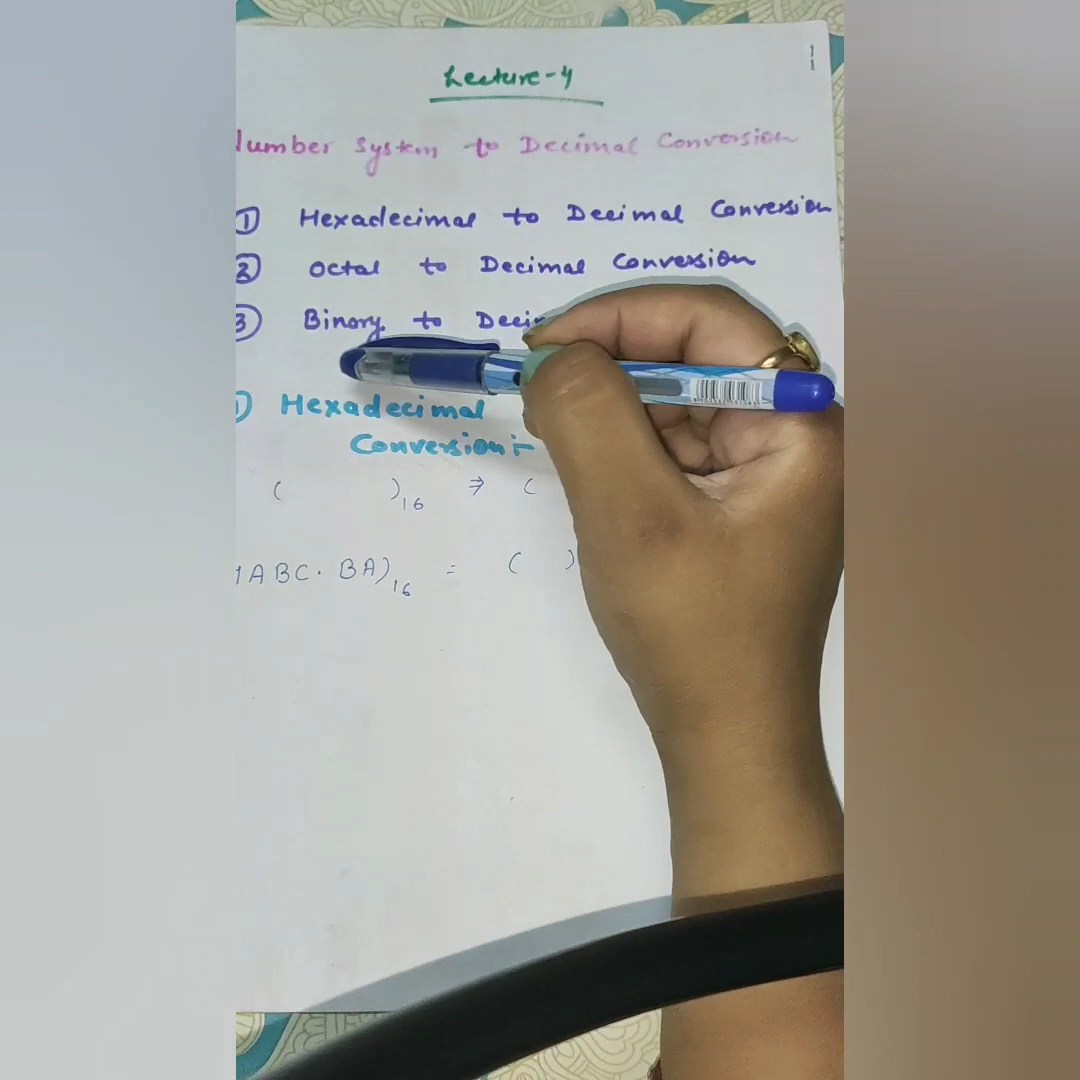 Lecture-4
Number System to Decimal Conversion
① Hexadecimal to Decimal Conversion
② Octal to Decimal Conversion
③ Binary to
① Hexadecimal
Conversion:-
( )16 ⇒ (
1ABC. BA)16 = ( )